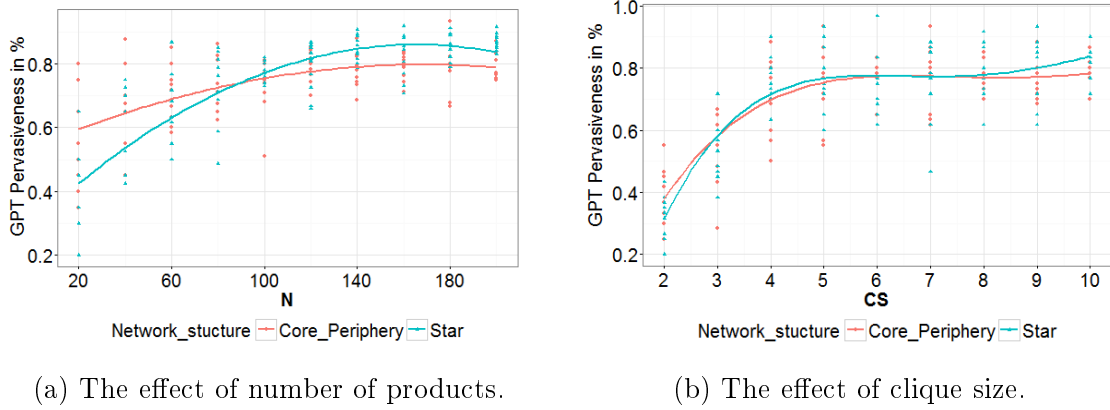 GPT Pervasiveness in %
0.8
0.6
0.4
0.2
20
60
100
140
180
N
Network_stucture Core_Periphery Star
(a) The effect of number of products.
GPT Pervasiveness in %
1.0
0.8
0.6
0.4
0.2
2 3 4 5 6 7 8 9 10
CS
Network_stucture Core_Periphery Star
(b) The effect of clique size.